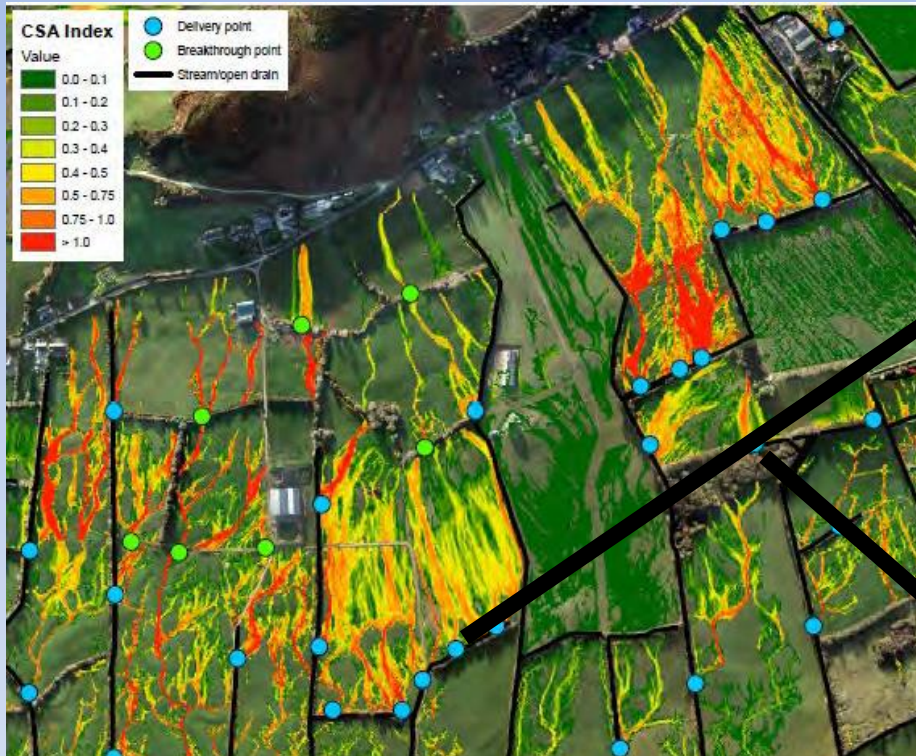 CSA Index
Value
0.0 - 0.1
0.1 - 0.2
0.2 - 0.3
0.3 - 0.4
0.4 - 0.5
0.5 - 0.75
0.75 - 1.0
> 1.0
Delivery point
Breakthrough point
Stream/open drain